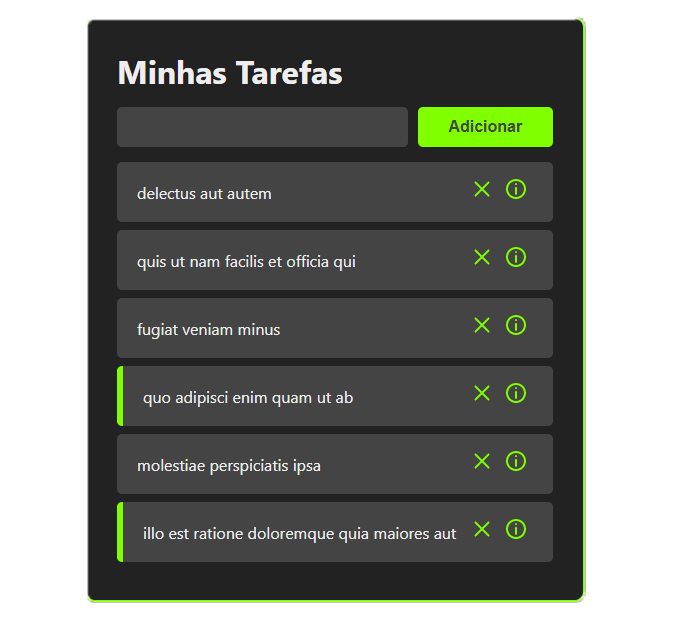 Minhas Tarefas
Adicionar
delectus aut autem
quis ut nam facilis et officia qui
fugiat veniam minus
quo adipisci enim quam ut ab
molestiae perspiciatis ipsa
illo est ratione doloremque quia maiores aut